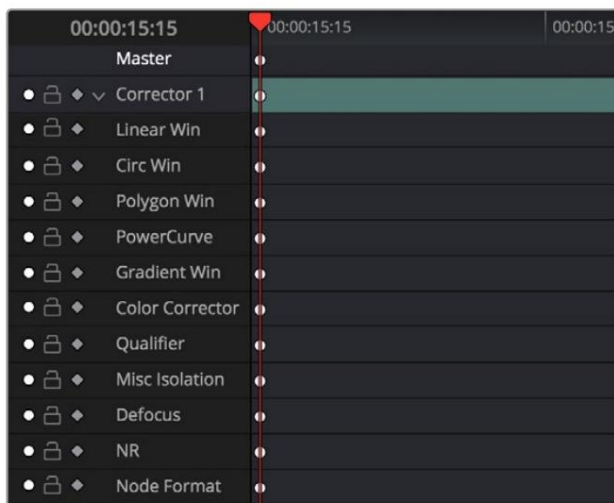 00:00:15:15 00:00:15:15 00:00:15
Master
Corrector 1
Linear Win
Circ Win
Polygon Win
PowerCurve
Gradient Win
Color Corrector
Qualifier
Misc Isolation
Defocus
NR
Node Format